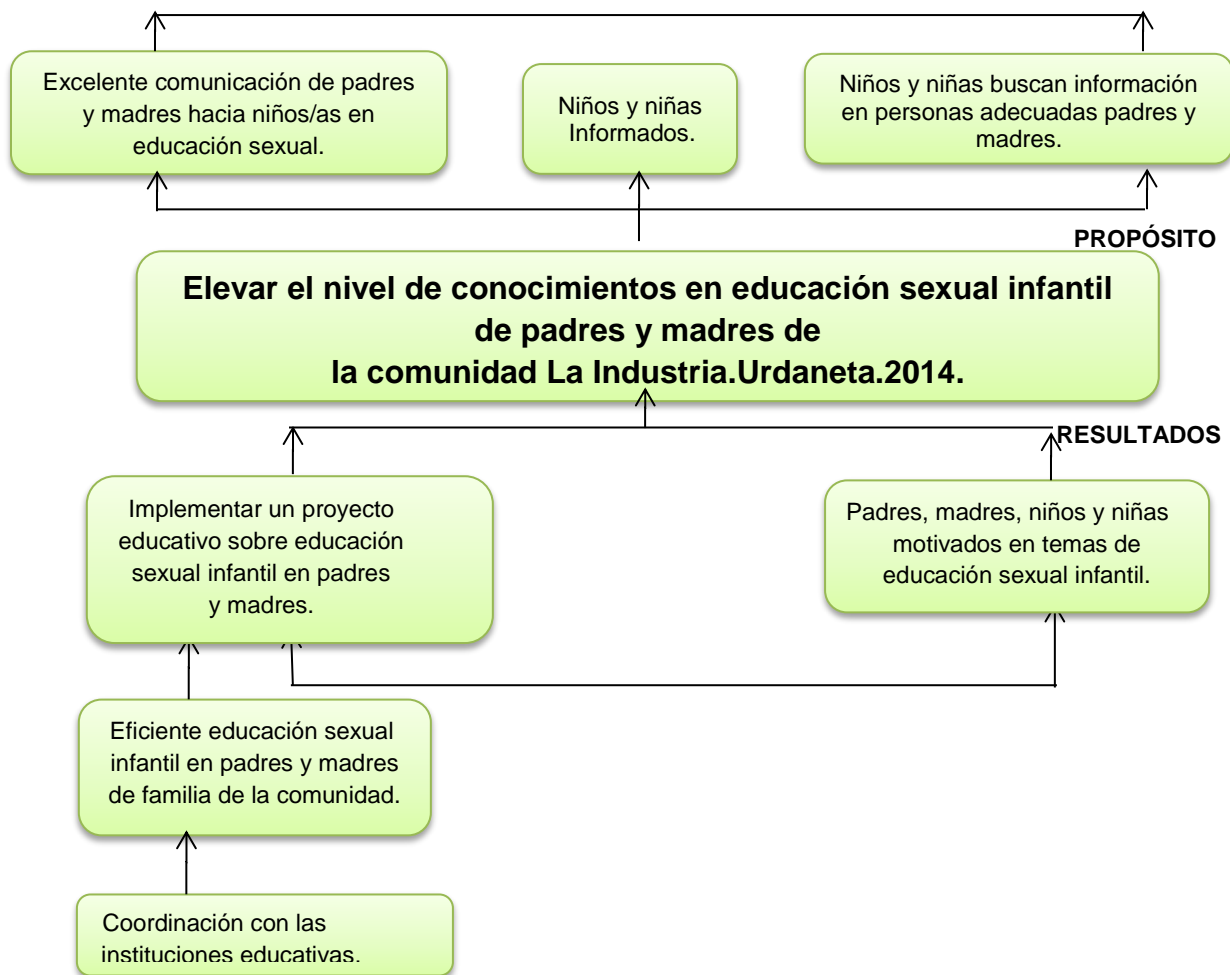 Excelente comunicación de padres
y madres hacia niños/as en
educación sexual.
Niños y niñas
Informados.
Niños y niñas buscan información
en personas adecuadas padres y
madres.
PROPÓSITO
Elevar el nivel de conocimientos en educación sexual infantil
de padres y madres de
la comunidad La Industria.Urdaneta.2014.
RESULTADOS
Implementar un proyecto
educativo sobre educación
sexual infantil en padres
y madres.
Padres, madres, niños y niñas
motivados en temas de
educación sexual infantil.
Eficiente educación sexual
infantil en padres y madres
de familia de la comunidad.
Coordinación con las
instituciones educativas.